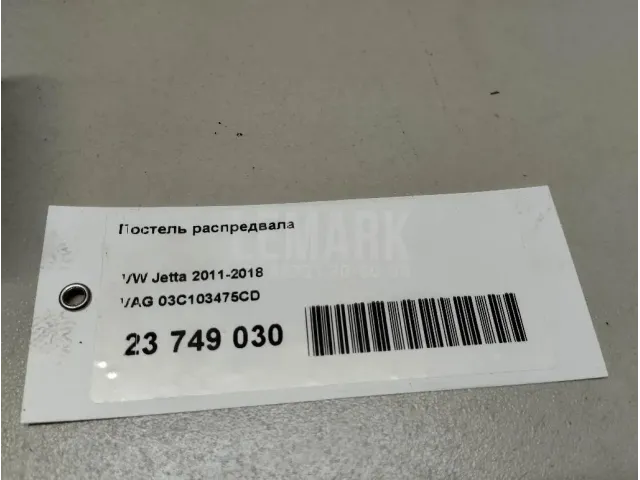 Постель распредвала
VW Jetta 2011-2018
VAG 03C103475CD
23 749 030